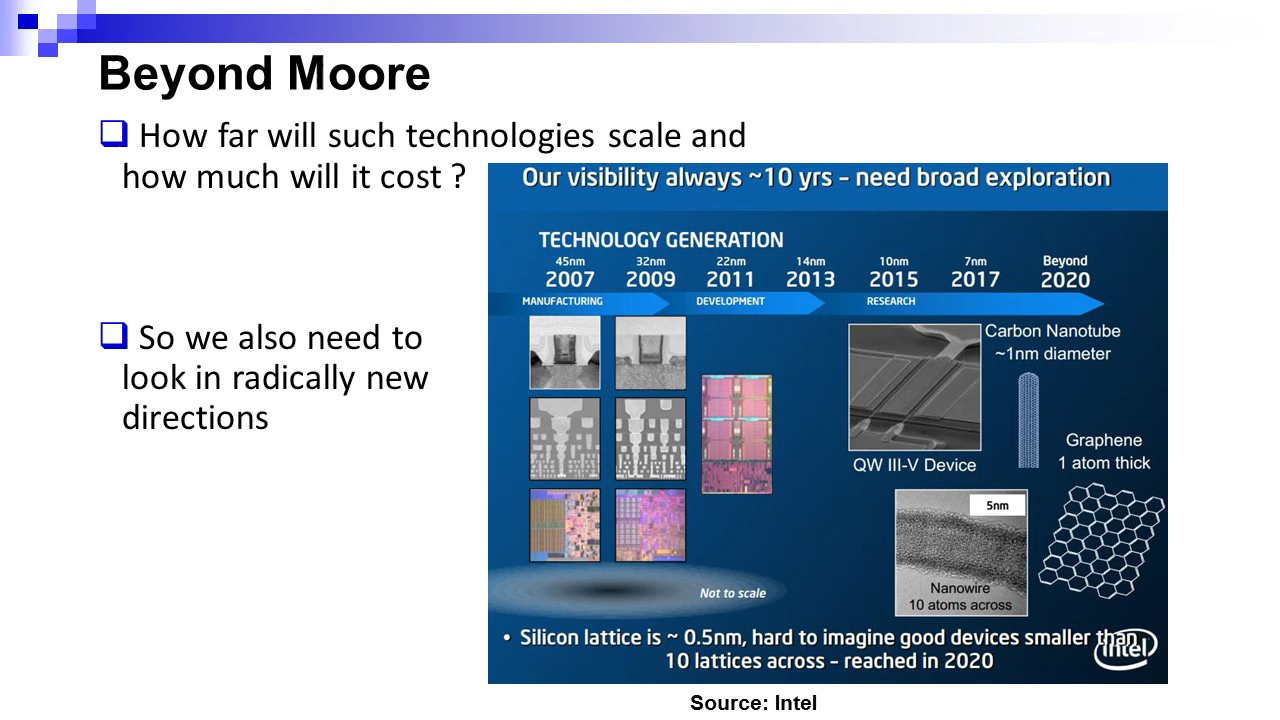 Beyond Moore
How far will such technologies scale and
how much will it cost ?
So we also need to
look in radically new
directions
Our visibility always ~10 yrs – need broad exploration
TECHNOLOGY GENERATION
45nm 32nm 22nm 14nm 10nm 7nm Beyond
2007 2009 2011 2013 2015 2017 2020
MANUFACTURING DEVELOPMENT RESEARCH
Carbon Nanotube
~1nm diameter
QW III-V Device
Graphene
1 atom thick
5nm
Nanowire
10 atoms across
Not to scale
• Silicon lattice is ~ 0.5nm, hard to imagine good devices smaller than
10 lattices across – reached in 2020
intel
Source: Intel